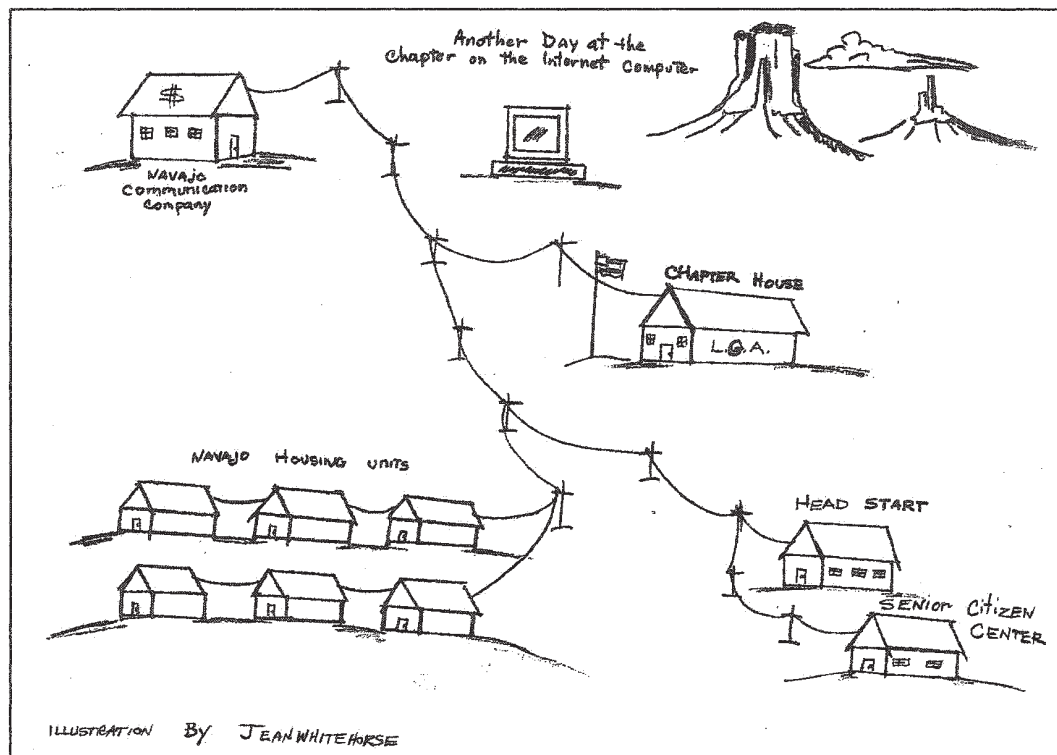 Another Day at the
Chapter on the Internet Computer
$
NAVAJO
Communication
Company
CHAPTER HOUSE
L.G.A.
NAVAJO HOUSING UNITS
HEAD START
SENIOR CITIZEN
CENTER
ILLUSTRATION By JEAN WHITEHORSE